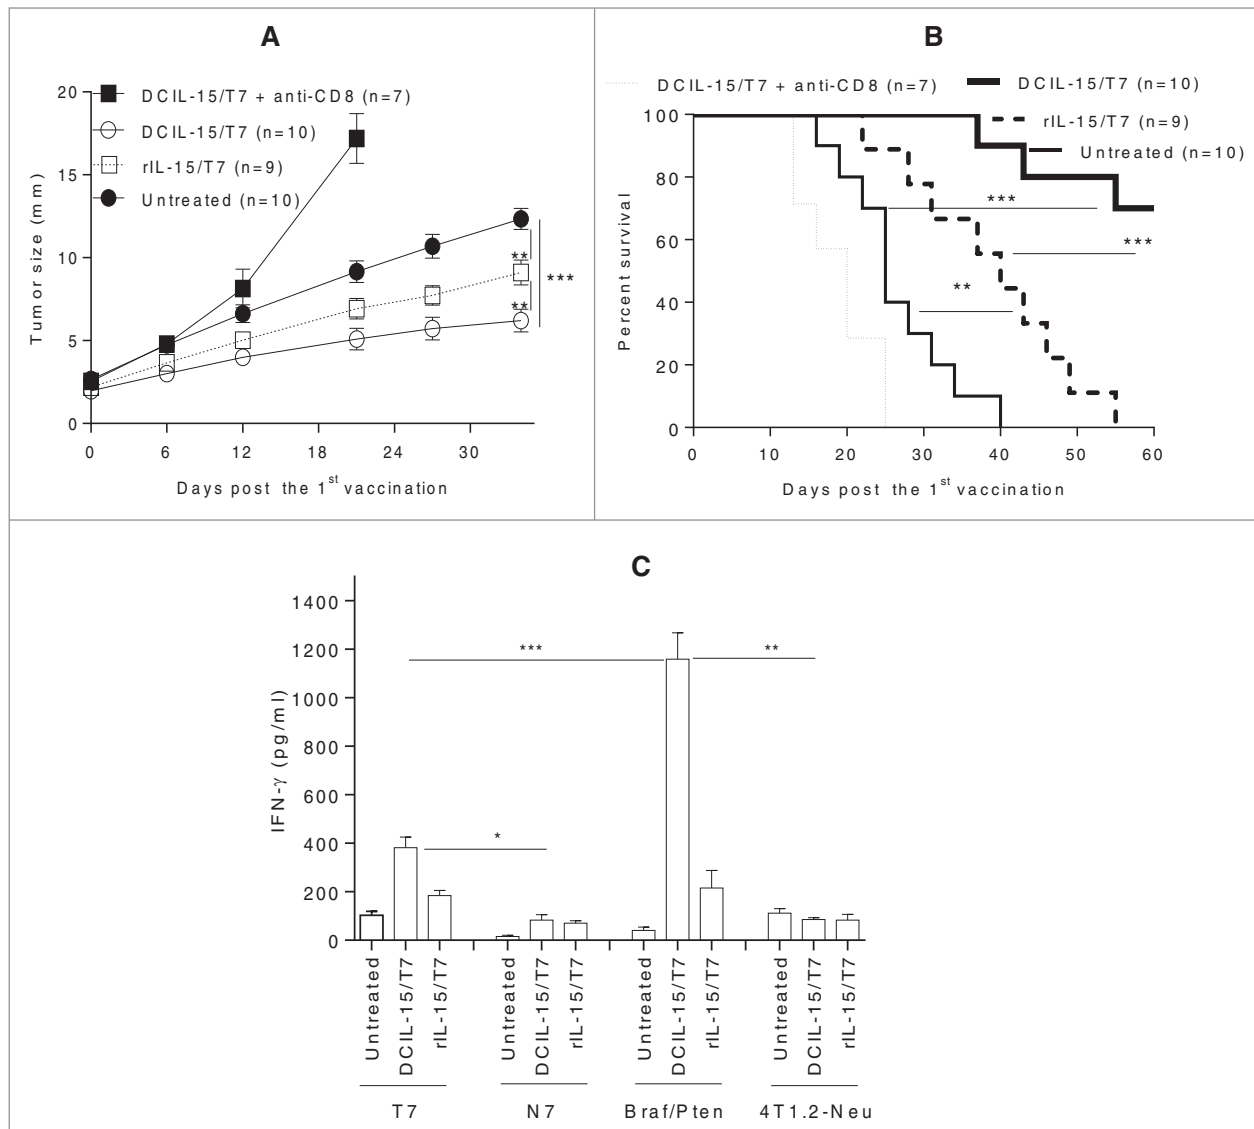 A
DCIL-15/T7 + anti-CD8 (n=7)
DCIL-15/T7 (n=10)
rIL-15/T7 (n=9)
Untreated (n=10)
Tumor size (mm)
20
15
10
5
0
**
**
***
0 6 12 18 21 24 30
Days post the 1st vaccination
B
DCIL-15/T7 + anti-CD8 (n=7)
DCIL-15/T7 (n=10)
rIL-15/T7 (n=9)
Untreated (n=10)
Percent survival
100
80
60
40
20
0
***
***
**
0 10 20 30 40 50 60
Days post the 1st vaccination
C
IFN-γ (pg/ml)
1400
1200
1000
800
600
400
200
0
*** **
*
Untreated DCIL-15/T7 rIL-15/T7 Untreated DCIL-15/T7 rIL-15/T7 Untreated DCIL-15/T7 rIL-15/T7 Untreated DCIL-15/T7 rIL-15/T7
T7 N7 Braf/Pten 4T1.2-Neu